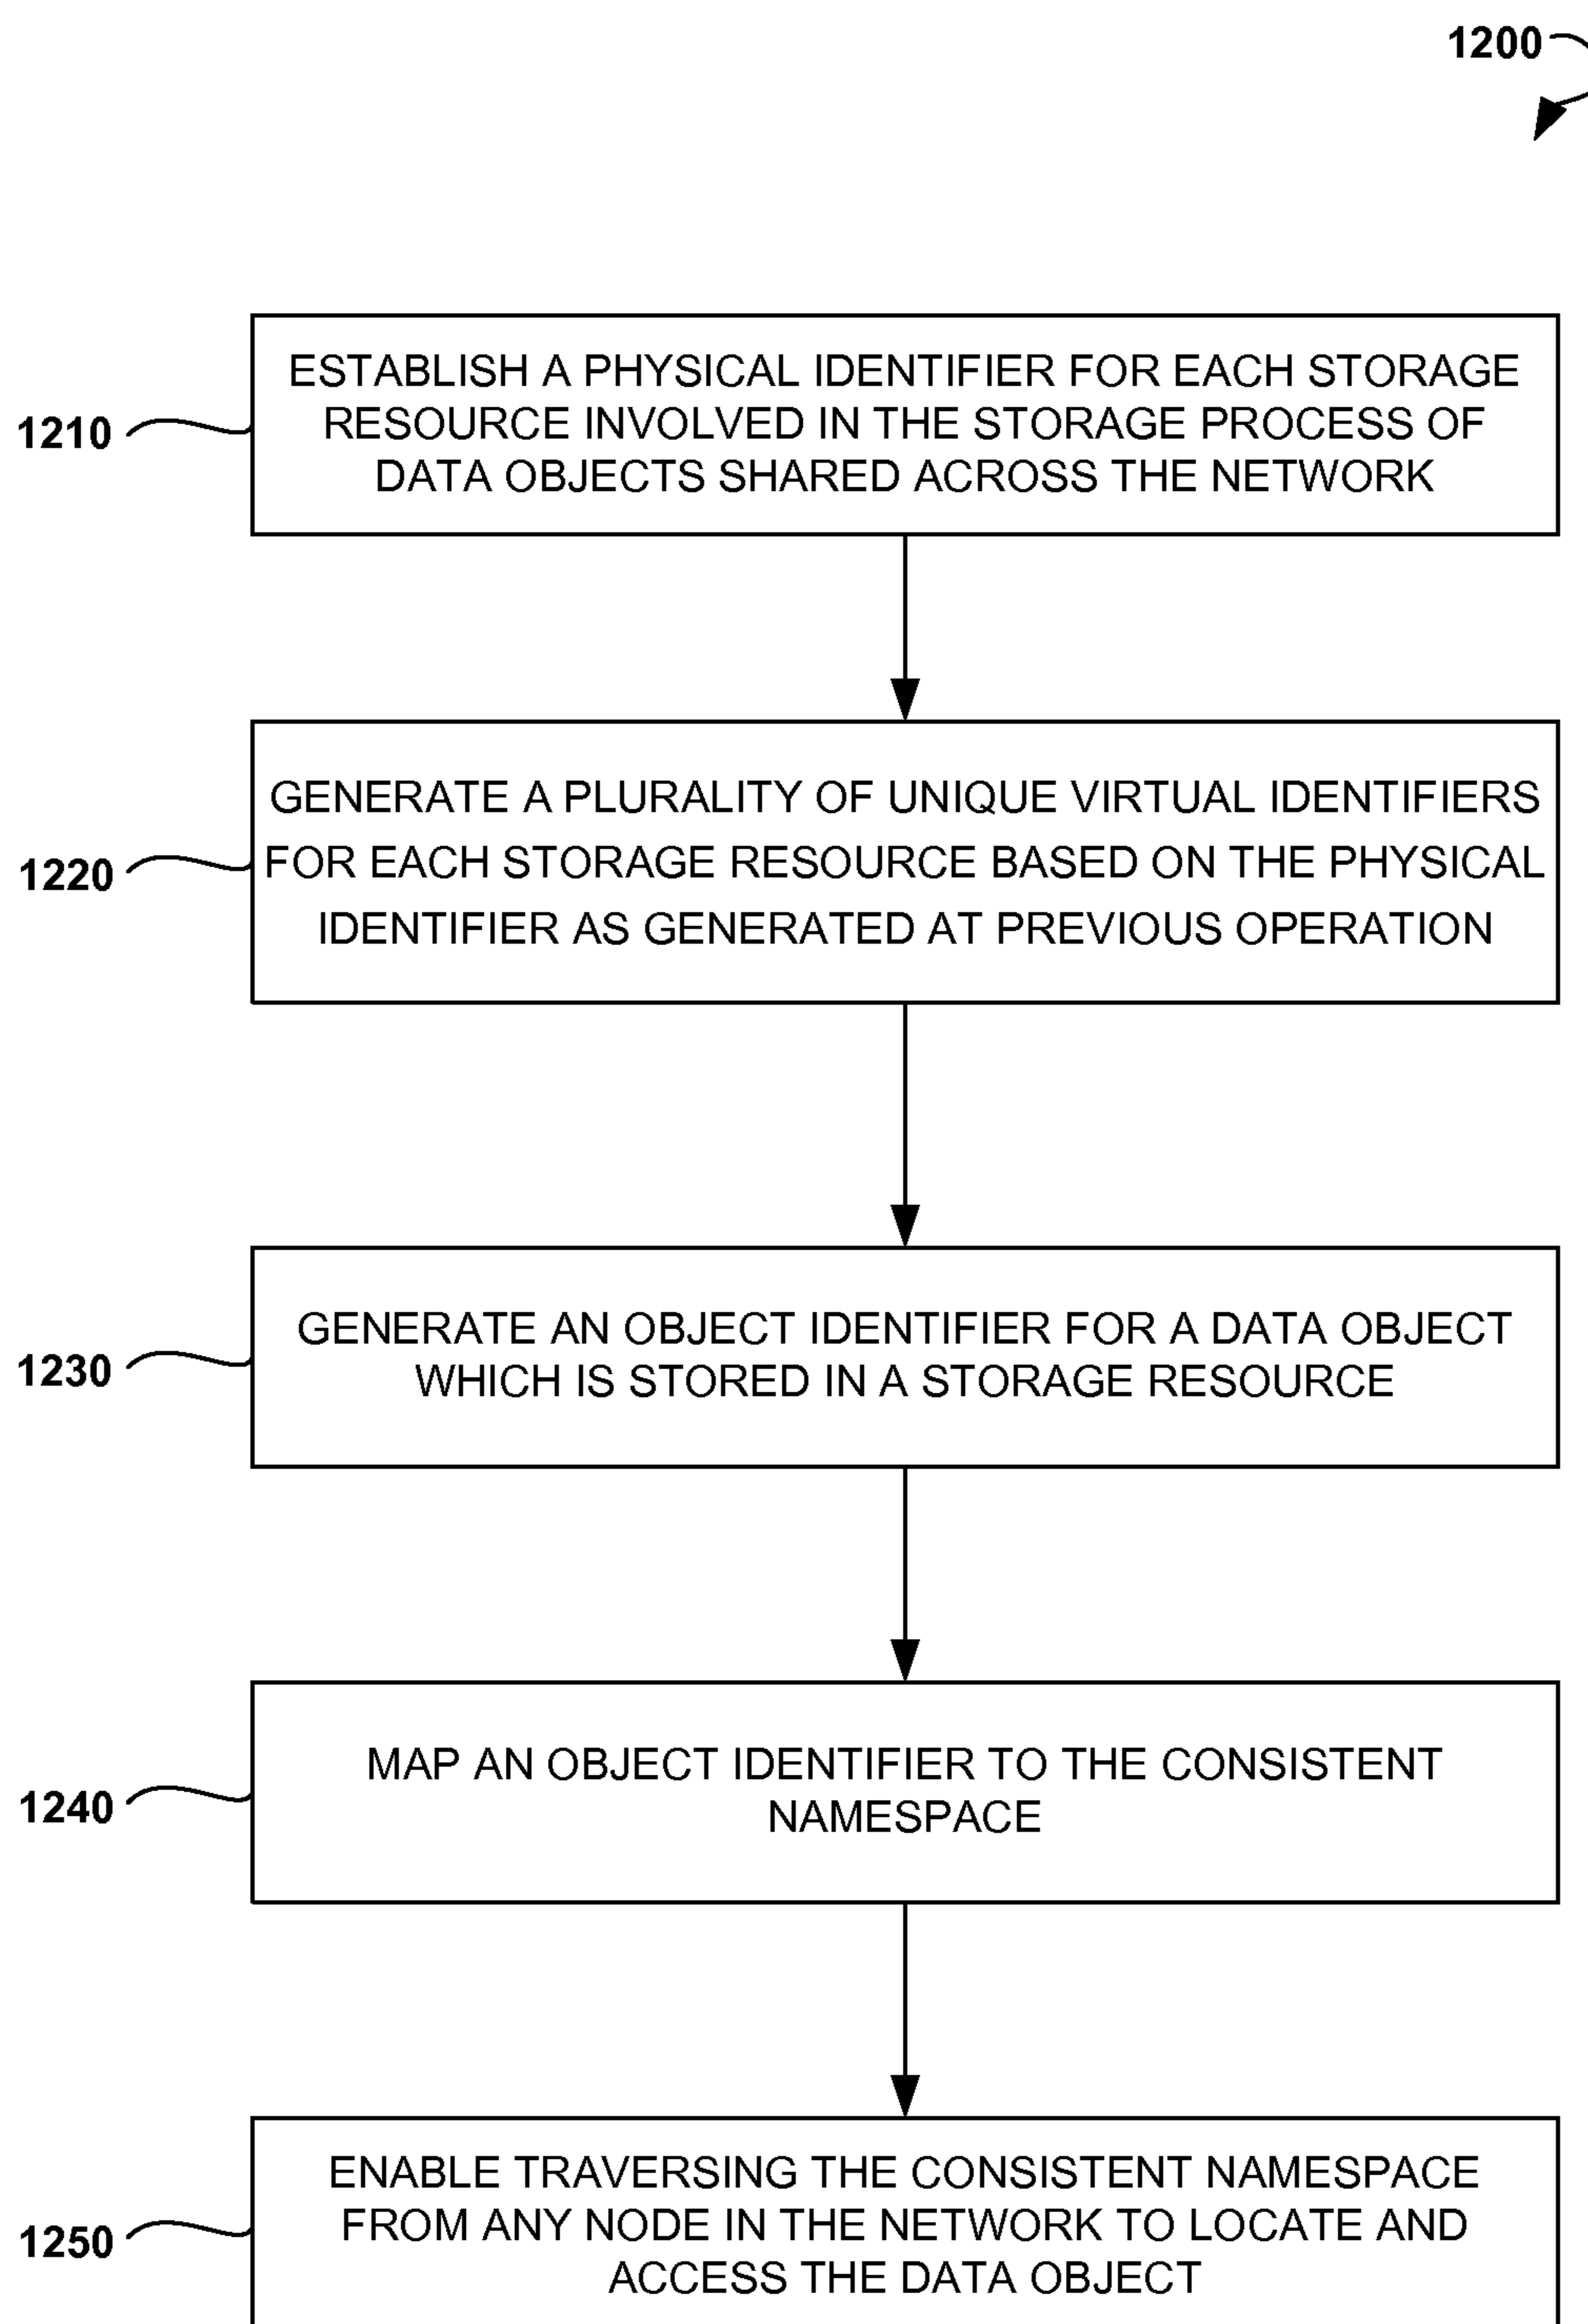 1200
ESTABLISH A PHYSICAL IDENTIFIER FOR EACH STORAGE
RESOURCE INVOLVED IN THE STORAGE PROCESS OF
DATA OBJECTS SHARED ACROSS THE NETWORK
1210
GENERATE A PLURALITY OF UNIQUE VIRTUAL IDENTIFIERS
FOR EACH STORAGE RESOURCE BASED ON THE PHYSICAL
IDENTIFIER AS GENERATED AT PREVIOUS OPERATION
1220
GENERATE AN OBJECT IDENTIFIER FOR A DATA OBJECT
WHICH IS STORED IN A STORAGE RESOURCE
1230
MAP AN OBJECT IDENTIFIER TO THE CONSISTENT
NAMESPACE
1240
ENABLE TRAVERSING THE CONSISTENT NAMESPACE
FROM ANY NODE IN THE NETWORK TO LOCATE AND
ACCESS THE DATA OBJECT
1250